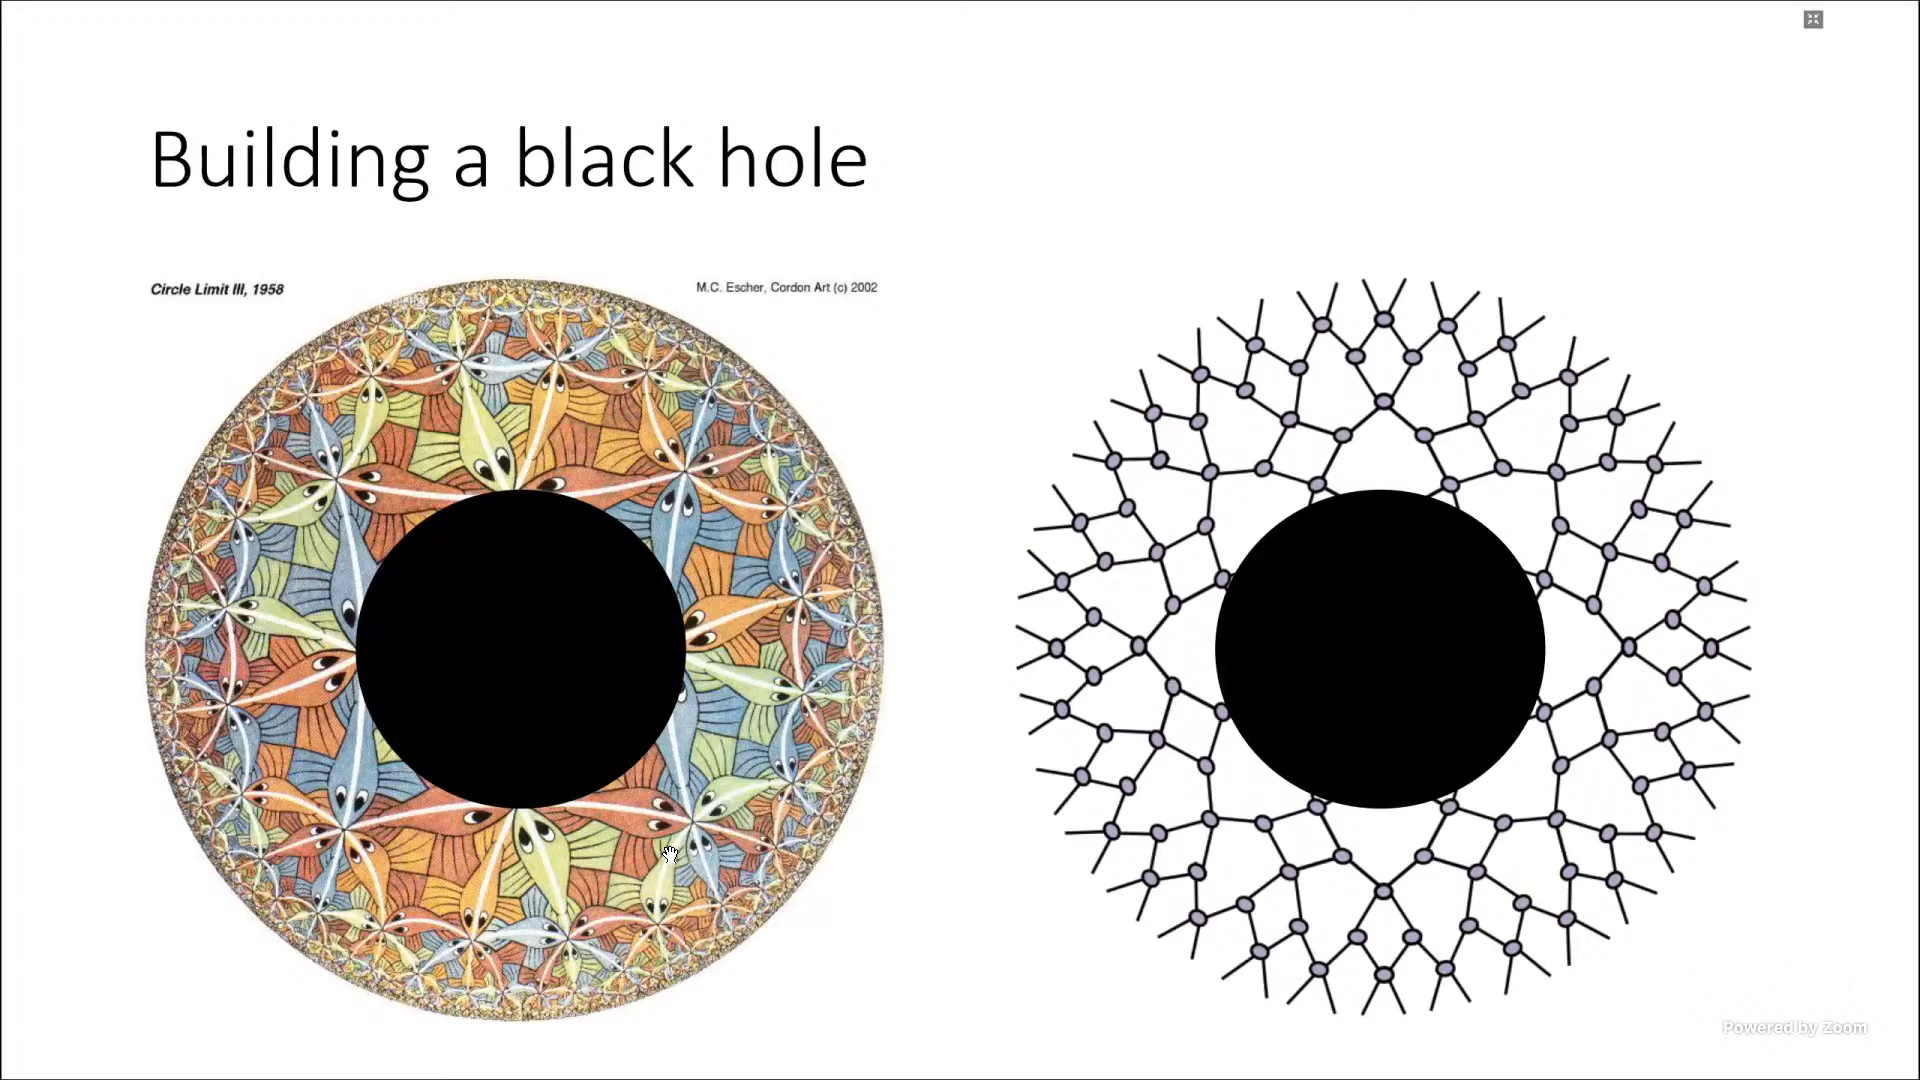 Building a black hole
Circle Limit III, 1958
M.C. Escher, Cordon Art (c) 2002
Powered by Zoom